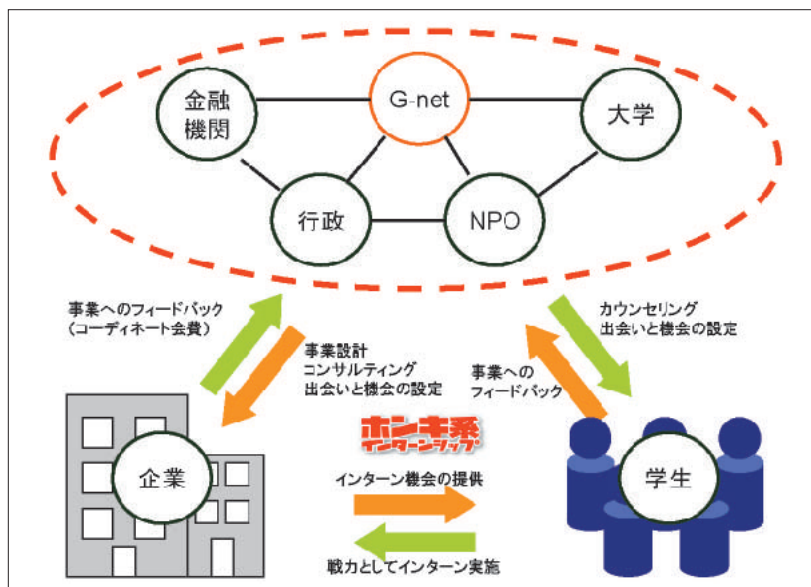 金融
機関
G-net
大学
行政
NPO
事業へのフィードバック
(コーディネート会費)
事業設計
コンサルティング
出会いと機会の設定
カウンセリング
出会いと機会の設定
事業への
フィードバック
ホンキ系
インターンシップ
企業
インターン機会の提供
学生
戦力としてインターン実施